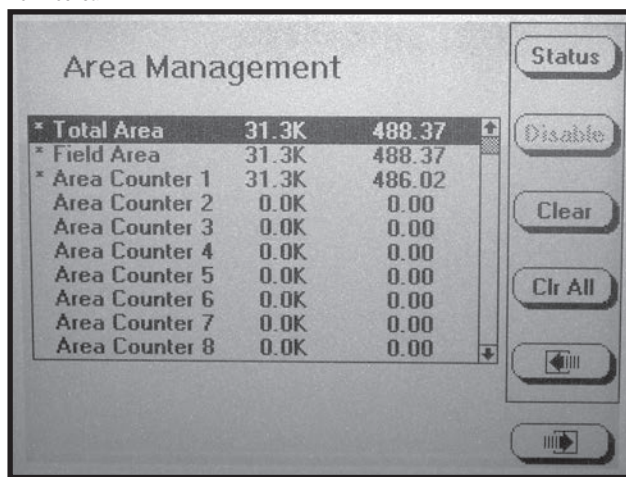 Area Management
* Total Area 31.3K 488.37
* Field Area 31.3K 488.37
* Area Counter 1 31.3K 486.02
Area Counter 2 0.0K 0.00
Area Counter 3 0.0K 0.00
Area Counter 4 0.0K 0.00
Area Counter 5 0.0K 0.00
Area Counter 6 0.0K 0.00
Area Counter 7 0.0K 0.00
Area Counter 8 0.0K 0.00
Status
Disable
Clear
Clr All